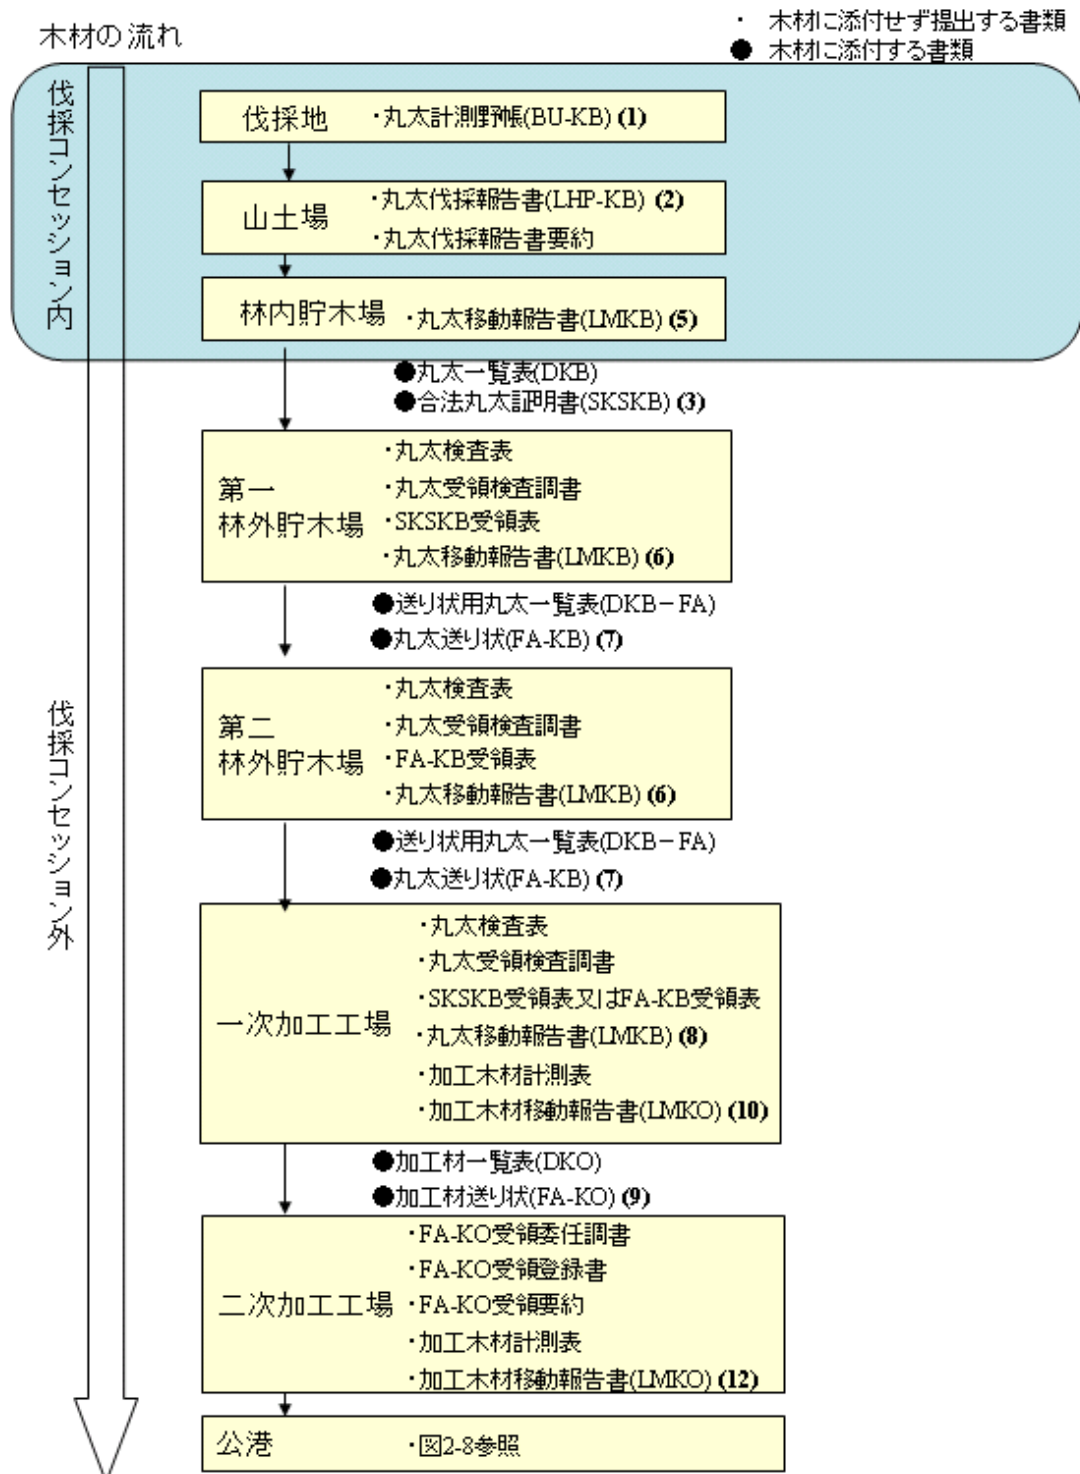 木材の流れ
・ 木材に添付せず提出する書類
● 木材に添付する書類
伐採コンセッション内
伐採地 ・丸太計測野帳(BU-KB) (1)
山土場
・丸太伐採報告書(LHP-KB) (2)
・丸太伐採報告書要約
林内貯木場 ・丸太移動報告書(LMKB) (5)
●丸太一覧表(DKB)
●合法丸太証明書(SKSKB) (3)
伐採コンセッション外
第一
林外貯木場
・丸太検査表
・丸太受領検査調書
・SKSKB受領表
・丸太移動報告書(LMKB) (6)
●送り状用丸太一覧表(DKB－FA)
●丸太送り状(FA-KB) (7)
第二
林外貯木場
・丸太検査表
・丸太受領検査調書
・FA-KB受領表
・丸太移動報告書(LMKB) (6)
●送り状用丸太一覧表(DKB－FA)
●丸太送り状(FA-KB) (7)
一次加工工場
・丸太検査表
・丸太受領検査調書
・SKSKB受領表又はFA-KB受領表
・丸太移動報告書(LMKB) (8)
・加工木材計測表
・加工木材移動報告書(LMKO) (10)
●加工材一覧表(DKO)
●加工材送り状(FA-KO) (9)
二次加工工場
・FA-KO受領委任調書
・FA-KO受領登録書
・FA-KO受領要約
・加工木材計測表
・加工木材移動報告書(LMKO) (12)
公港 ・図2-8参照